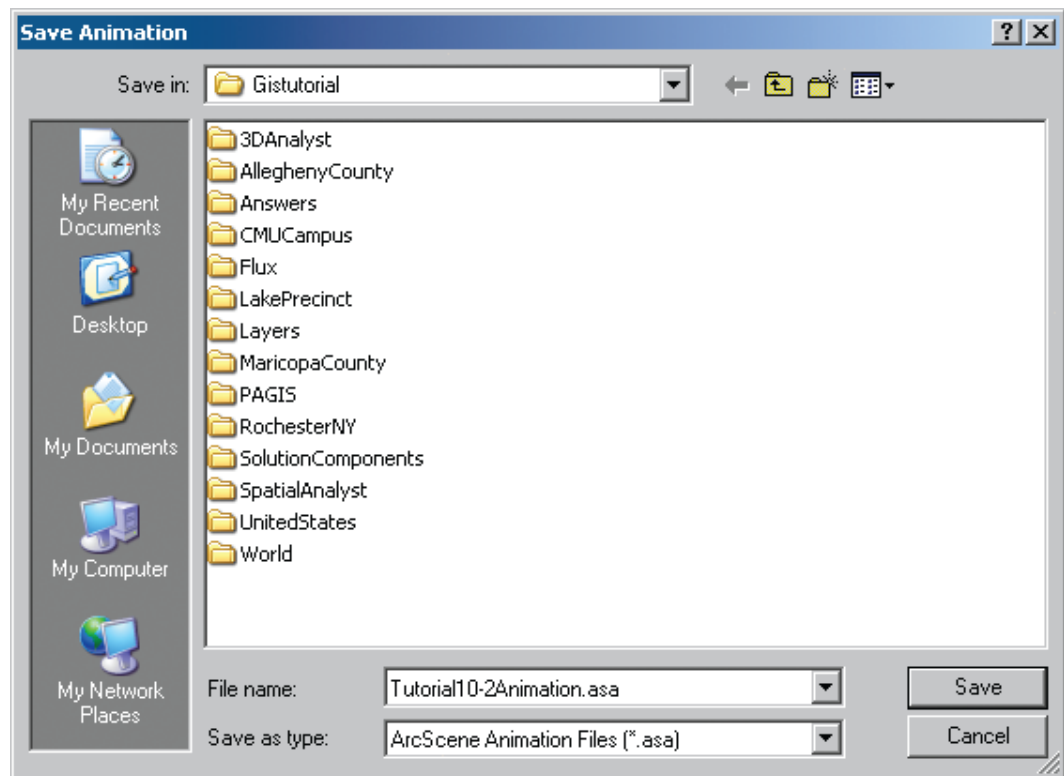 Save Animation
Save in:
Gistutorial
My Recent
Documents
Desktop
My Documents
My Computer
My Network
Places
3DAnalyst
AlleghenyCounty
Answers
CMUCampus
Flux
LakePrecinct
Layers
MaricopaCounty
PAGIS
RochesterNY
SolutionComponents
SpatialAnalyst
UnitedStates
World
File name:
Tutorial10-2Animation.asa
Save
Save as type:
ArcScene Animation Files (*.asa)
Cancel